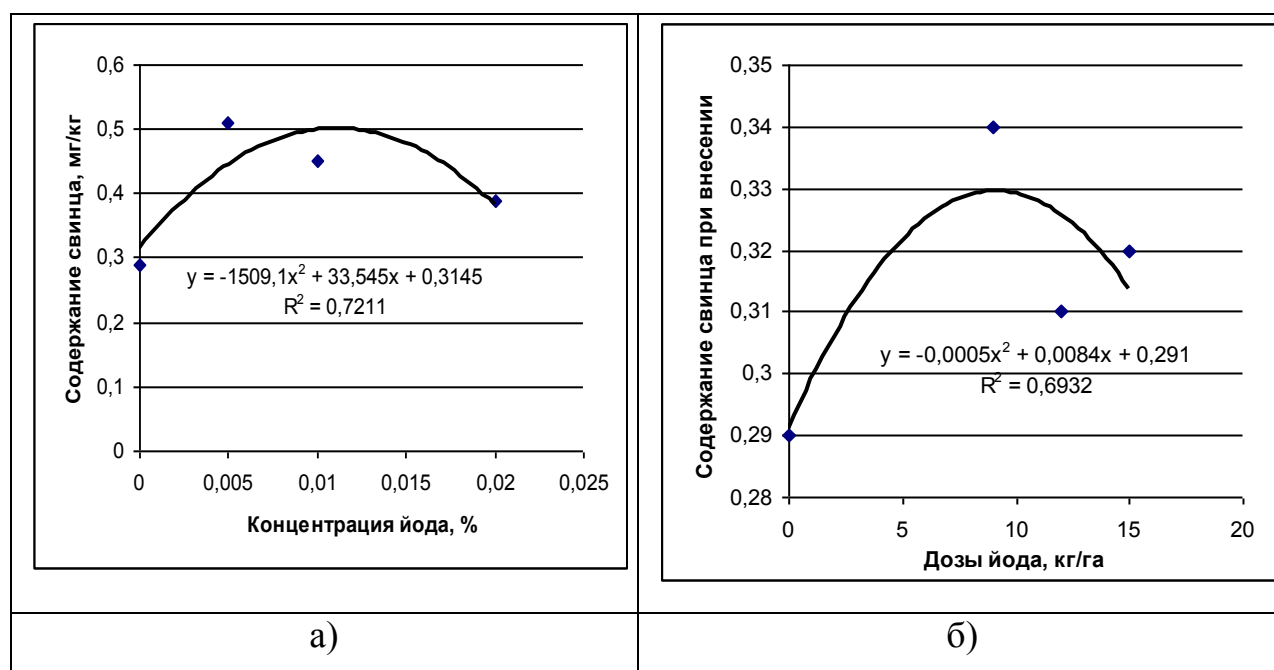 Содержание свинца, мг/кг
0,6
0,5
0,4
0,3
0,2
0,1
0
y = -1509,1x² + 33,545x + 0,3145
R² = 0,7211
0 0,005 0,01 0,015 0,02 0,025
Концентрация йода, %
а)
Содержание свинца при внесении
0,35
0,34
0,33
0,32
0,31
0,3
0,29
0,28
y = -0,0005x² + 0,0084x + 0,291
R² = 0,6932
0 5 10 15 20
Дозы йода, кг/га
б)